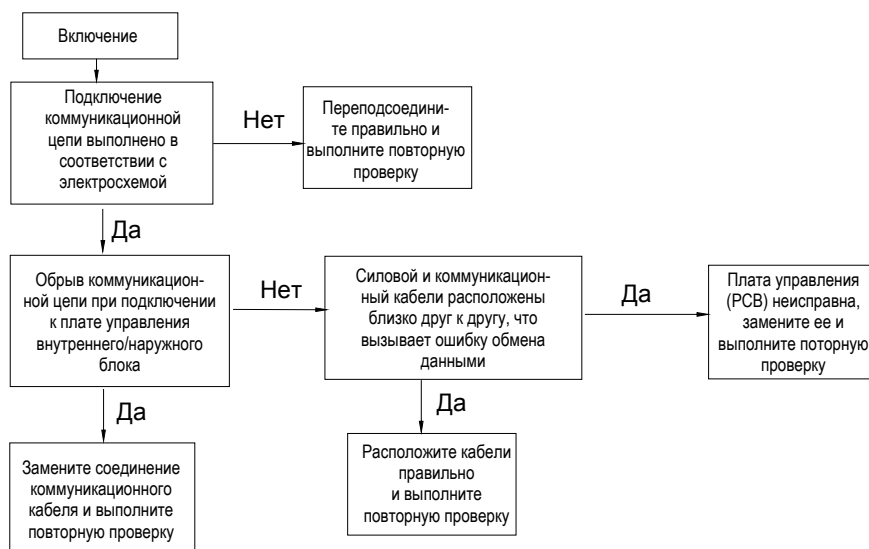 Включение
Подключение
коммуникационной
цепи выполнено в
соответствии с
электросхемой
Нет
Переподсоедини-
те правильно и
выполните повторную
проверку
Да
Обрыв коммуникацион-
ной цепи при подключении
к плате управления
внутреннего/наружного
блока
Нет
Силовой и коммуникацион-
ный кабели расположены
близко друг к другу, что
вызывает ошибку обмена
данными
Да
Плата управления
(PCB) неисправна,
замените ее и
выполните поторную
проверку
Да
Замените соединение
коммуникационного
кабеля и выполните
повторную проверку
Да
Расположите кабели
правильно
и выполните
повторную проверку